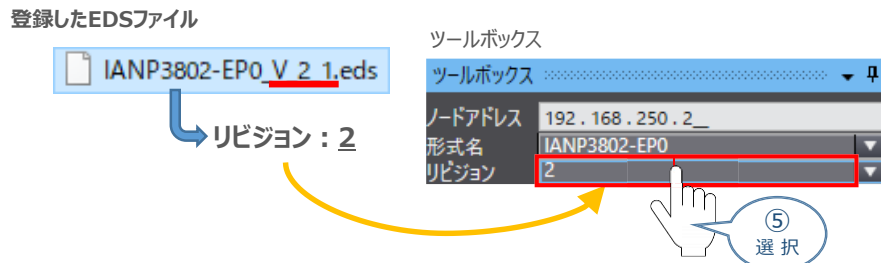 登録したEDSファイル
IANP3802-EP0_V_2_1.eds
リビジョン：2
ツールボックス
ツールボックス
ノードアドレス 192 . 168 . 250 . 2_
形式名 IANP3802-EP0
リビジョン 2
⑤
選 択